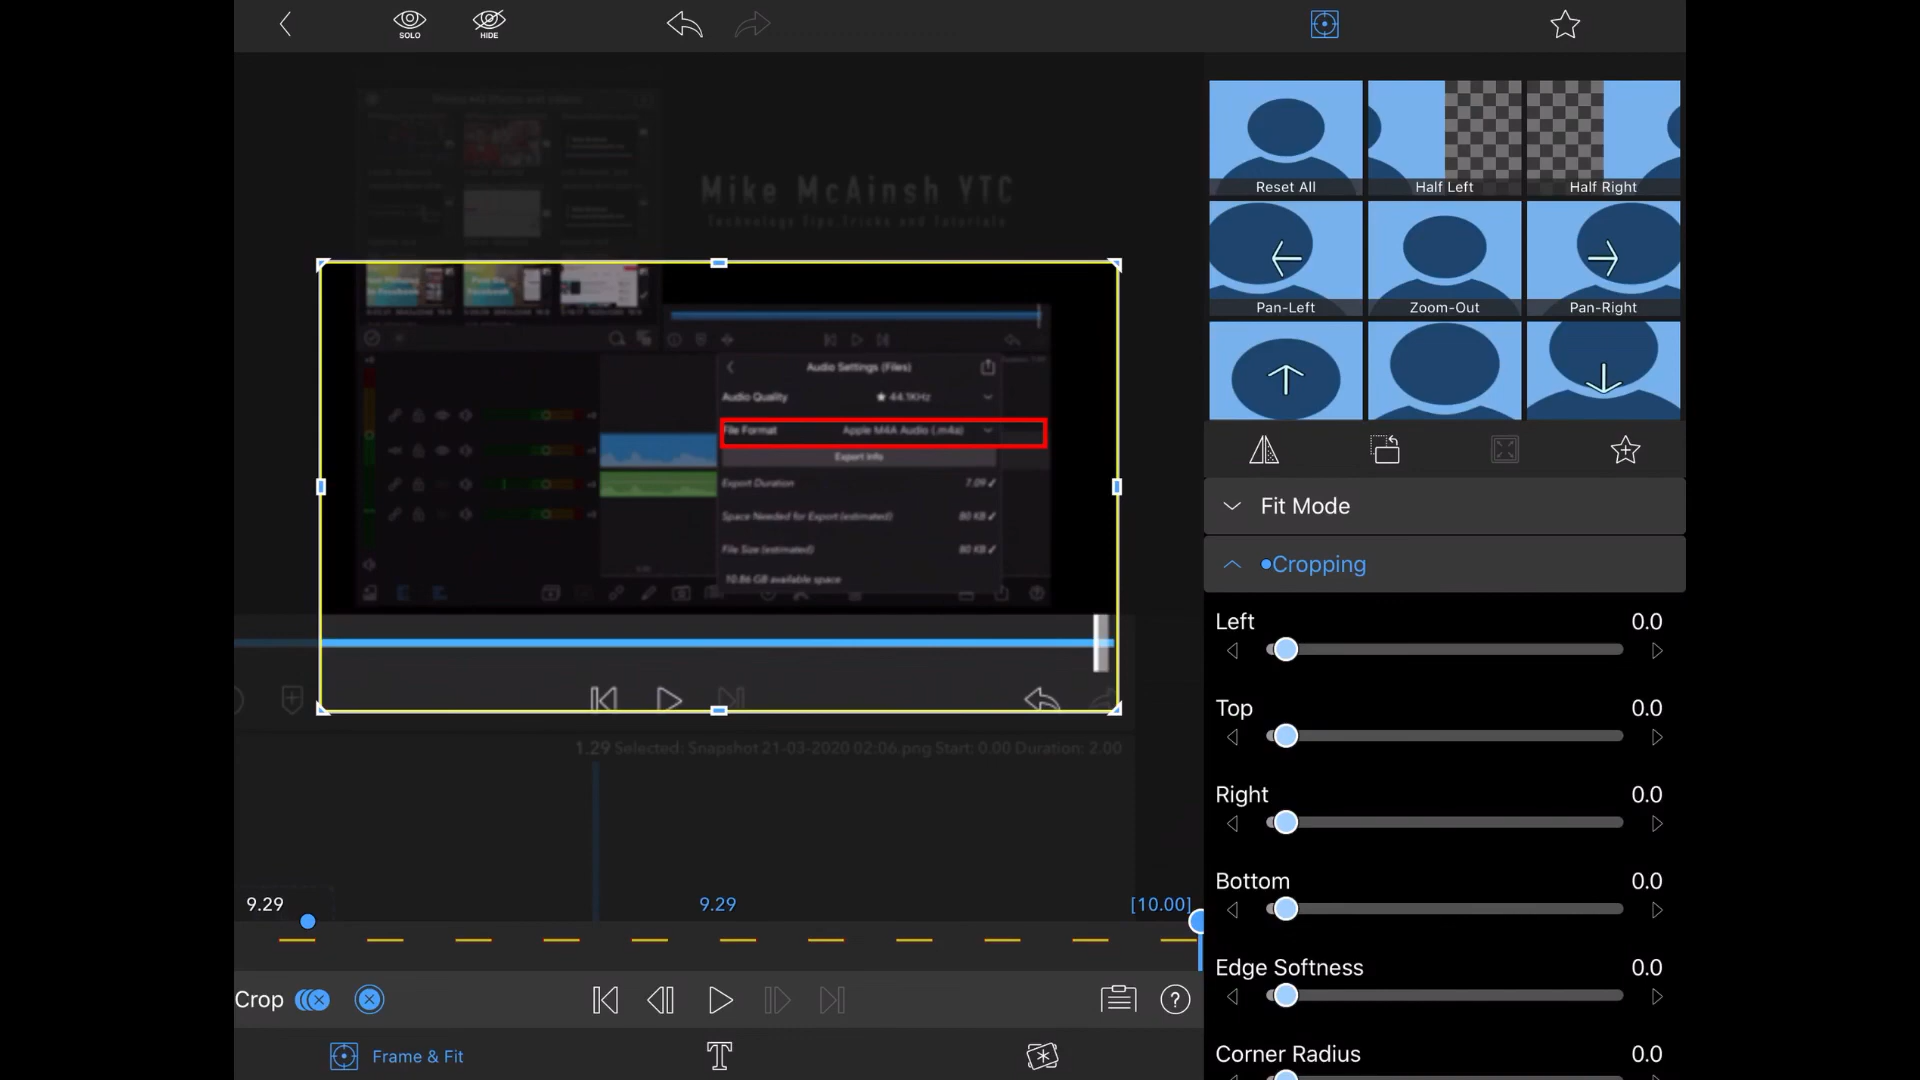 SOLO
HIDE
Mike McAinsh YTC
Technology Tips Tricks and Tutorials
Audio Settings (Files)
Audio Quality ★ 44.1KHz
File Format Apple M4A Audio (.m4a)
Export Info
Export Duration 7.09 ✓
Space Needed for Export (estimated) 80 KB ✓
File Size (estimated) 80 KB ✓
10.86 GB available space
1.29 Selected: Snapshot 21-03-2020 02:06.png Start: 0.00 Duration: 2.00
9.29
9.29
[10.00]
Crop
Frame & Fit
Reset All
Half Left
Half Right
Pan-Left
Zoom-Out
Pan-Right
Fit Mode
Cropping
Left 0.0
Top 0.0
Right 0.0
Bottom 0.0
Edge Softness 0.0
Corner Radius 0.0